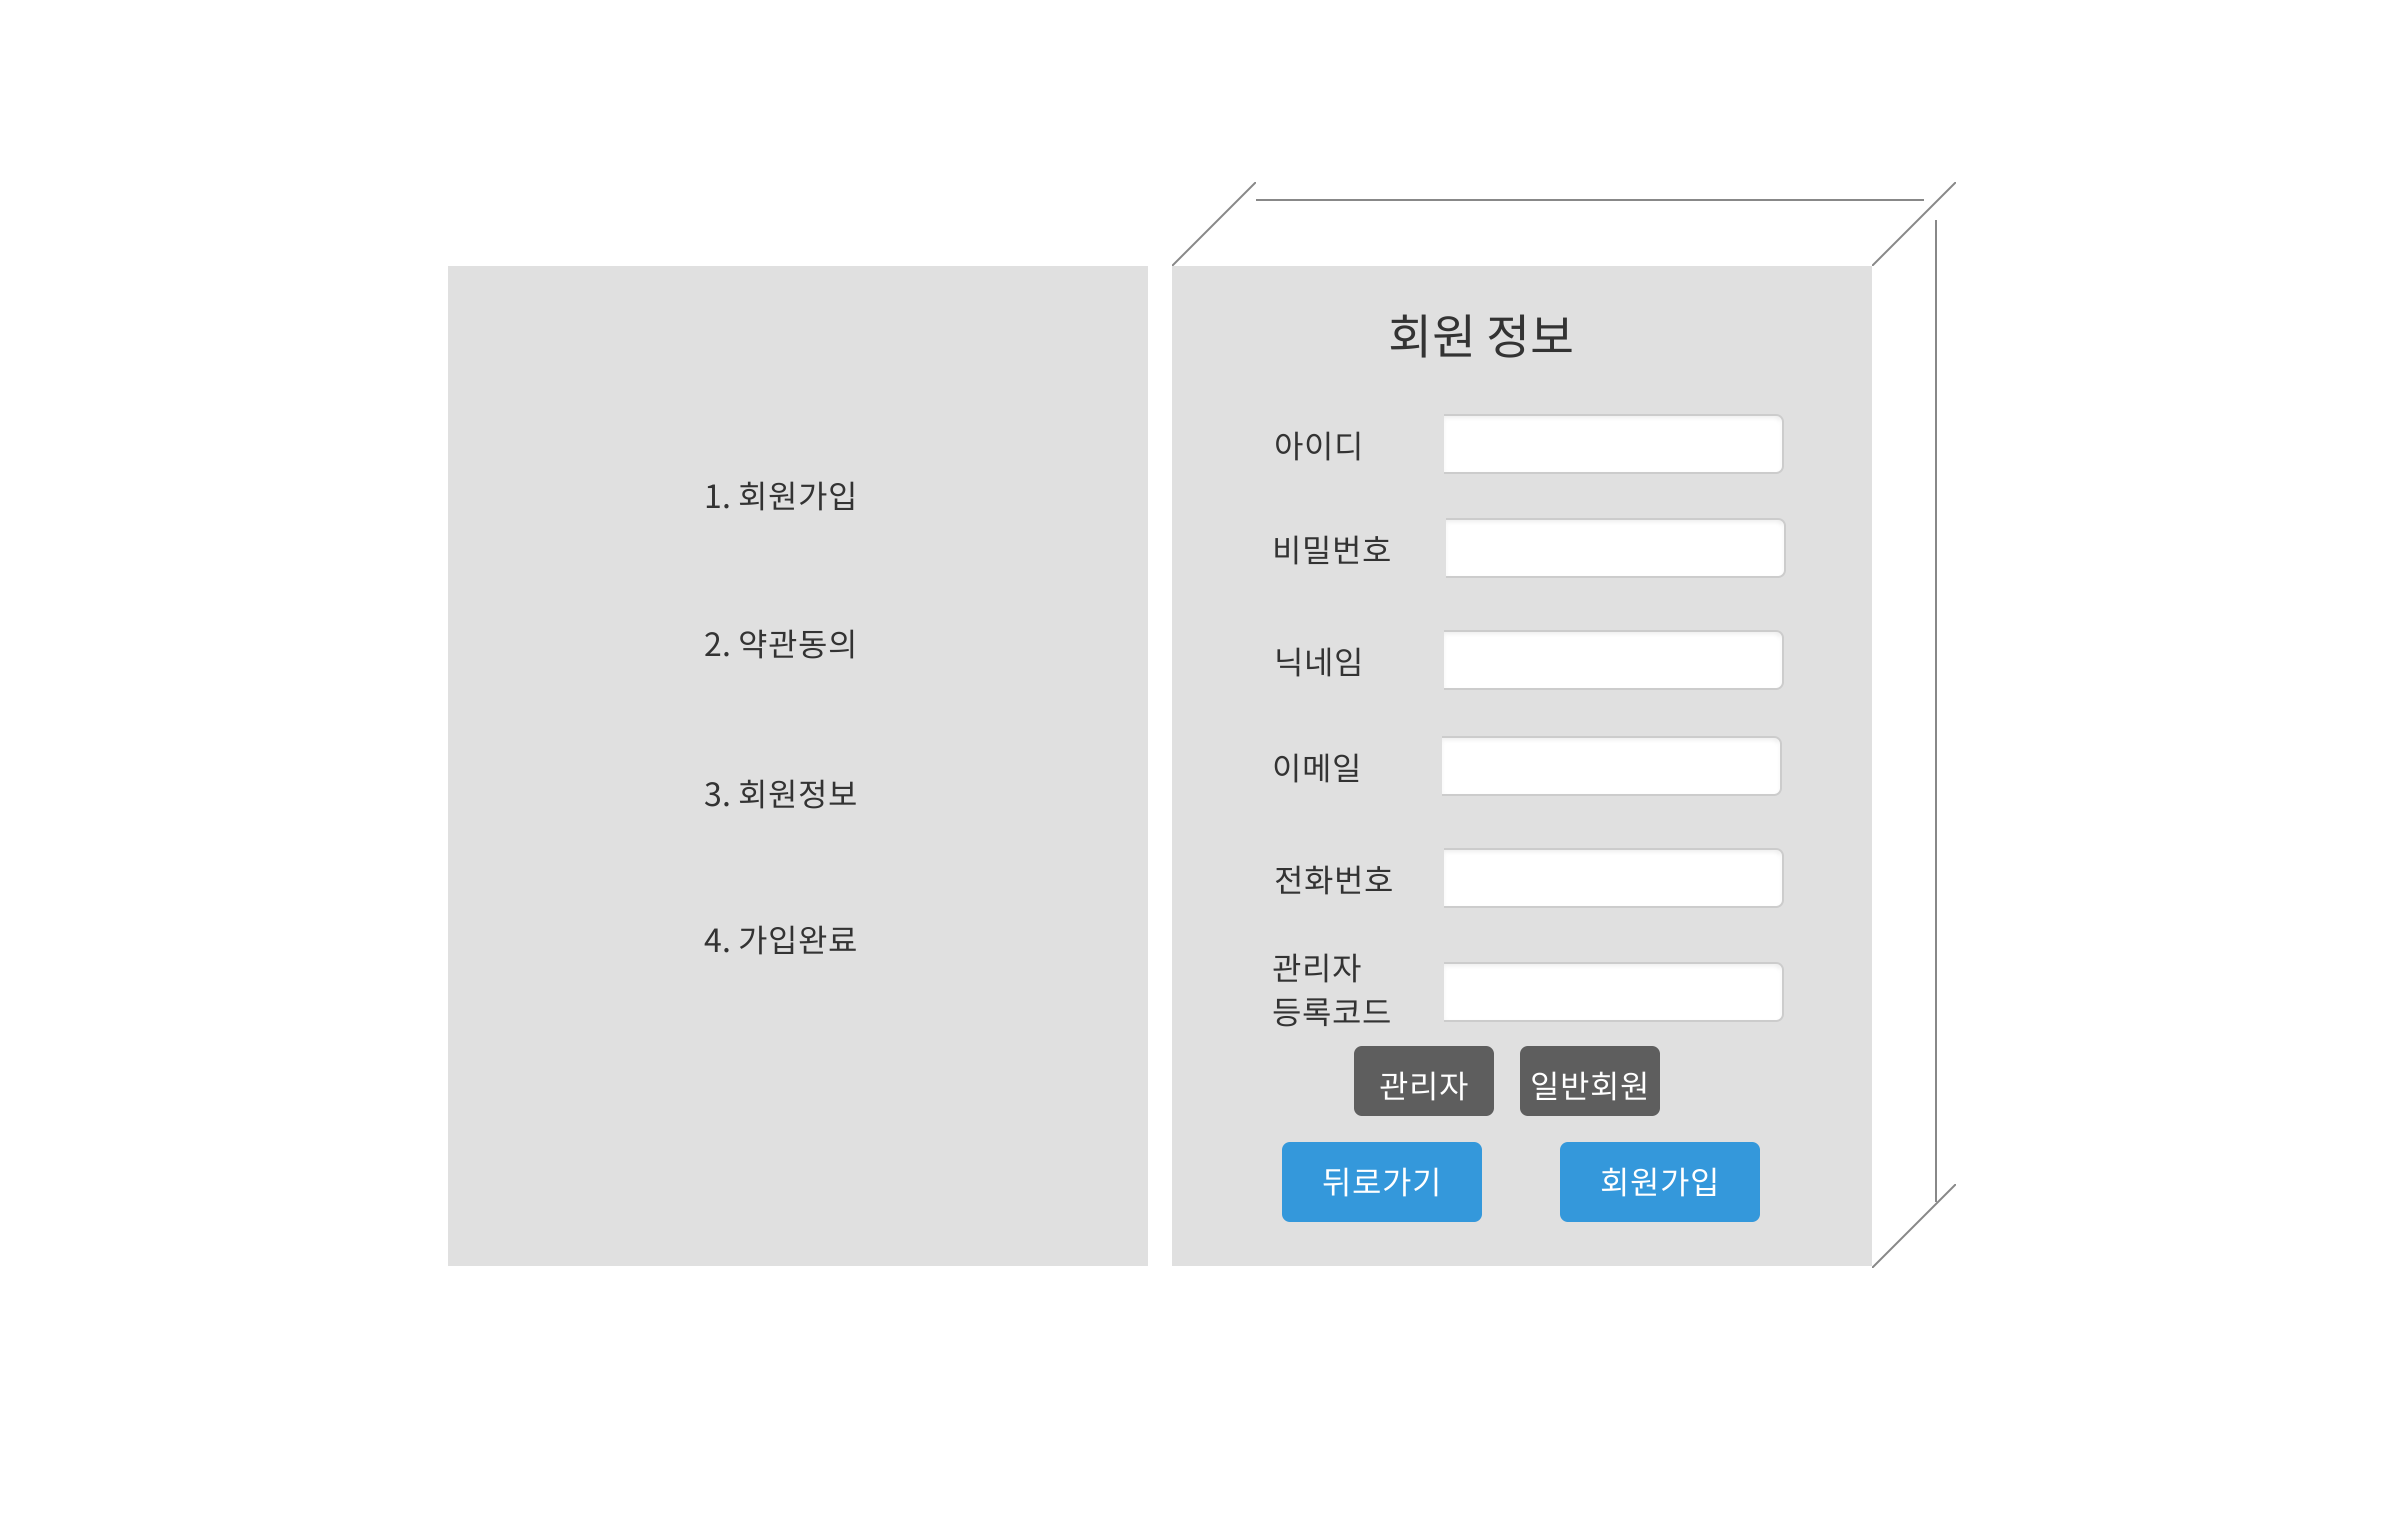 1. 회원가입
2. 약관동의
3. 회원정보
4. 가입완료
회원 정보
아이디
비밀번호
닉네임
이메일
전화번호
관리자
등록코드
관리자 일반회원
뒤로가기 회원가입